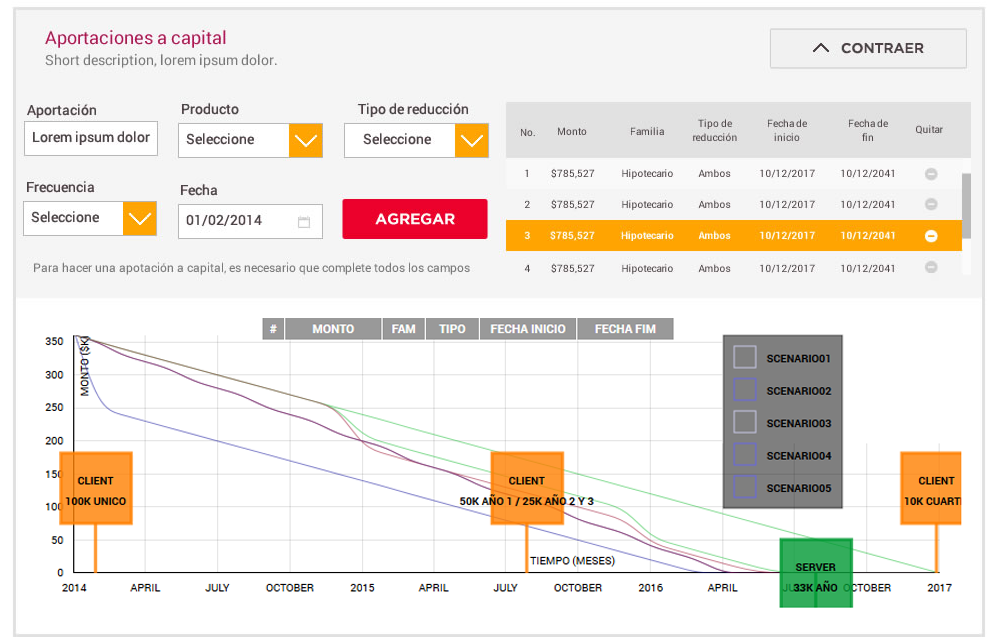 Aportaciones a capital
Short description, lorem ipsum dolor.
CONTRAER
Aportación
Producto
Tipo de reducción
Lorem ipsum dolor
Seleccione
Seleccione
Frecuencia
Fecha
Seleccione
01/02/2014
AGREGAR
Para hacer una apotación a capital, es necesario que complete todos los campos
No. Monto Familia Tipo de reducción Fecha de inicio Fecha de fin Quitar
1 $785,527 Hipotecario Ambos 10/12/2017 10/12/2041
2 $785,527 Hipotecario Ambos 10/12/2017 10/12/2041
3 $785,527 Hipotecario Ambos 10/12/2017 10/12/2041
4 $785,527 Hipotecario Ambos 10/12/2017 10/12/2041
# MONTO FAM TIPO FECHA INICIO FECHA FIM
MONTO ($K)
350
300
250
200
150
100
50
0
SCENARIO01
SCENARIO02
SCENARIO03
SCENARIO04
SCENARIO05
CLIENT
100K UNICO
CLIENT
50K AÑO 1 / 25K AÑO 2 Y 3
CLIENT
10K CUART
SERVER
33K AÑO
TIEMPO (MESES)
2014 APRIL JULY OCTOBER 2015 APRIL JULY OCTOBER 2016 APRIL OCTOBER 2017